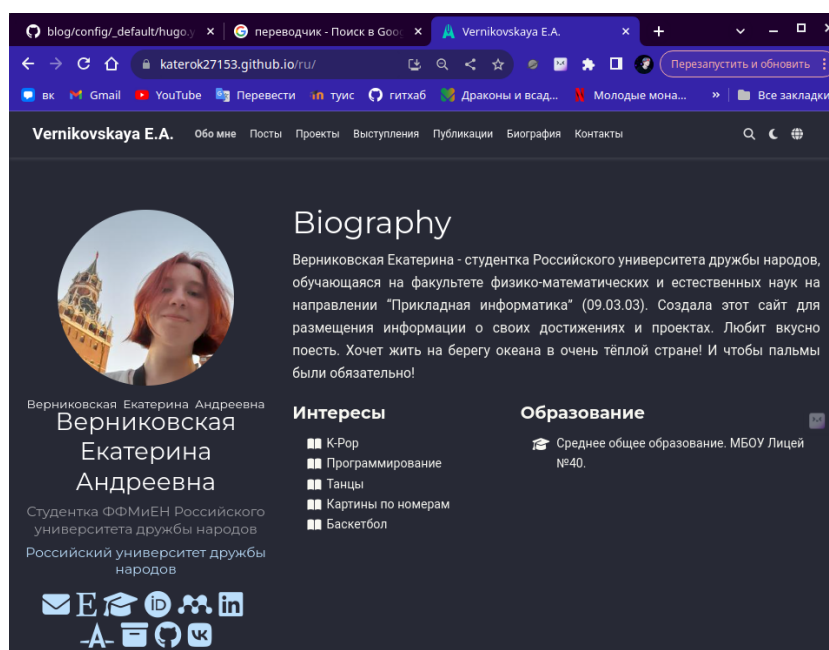 blog/config/_default/hugo.y
переводчик - Поиск в Goo
Vernikovskaya E.A.
katerok27153.github.io/ru/
Перезапустить и обновить
вк
Gmail
YouTube
Перевести
туис
гитхаб
Драконы и всад...
Молодые мона...
»
Все закладки
Vernikovskaya E.A.
Обо мне Посты Проекты Выступления Публикации Биография Контакты
Biography
Верниковская Екатерина - студентка Российского университета дружбы народов,
обучающаяся на факультете физико-математических и естественных наук на
направлении “Прикладная информатика” (09.03.03). Создала этот сайт для
размещения информации о своих достижениях и проектах. Любит вкусно
поесть. Хочет жить на берегу океана в очень тёплой стране! И чтобы пальмы
были обязательно!
Верниковская Екатерина Андреевна
Верниковская
Екатерина
Андреевна
Студентка ФФМиЕН Российского
университета дружбы народов
Российский университет дружбы
народов
Интересы
K-Pop
Программирование
Танцы
Картины по номерам
Баскетбол
Образование
Среднее общее образование. МБОУ Лицей
№40.